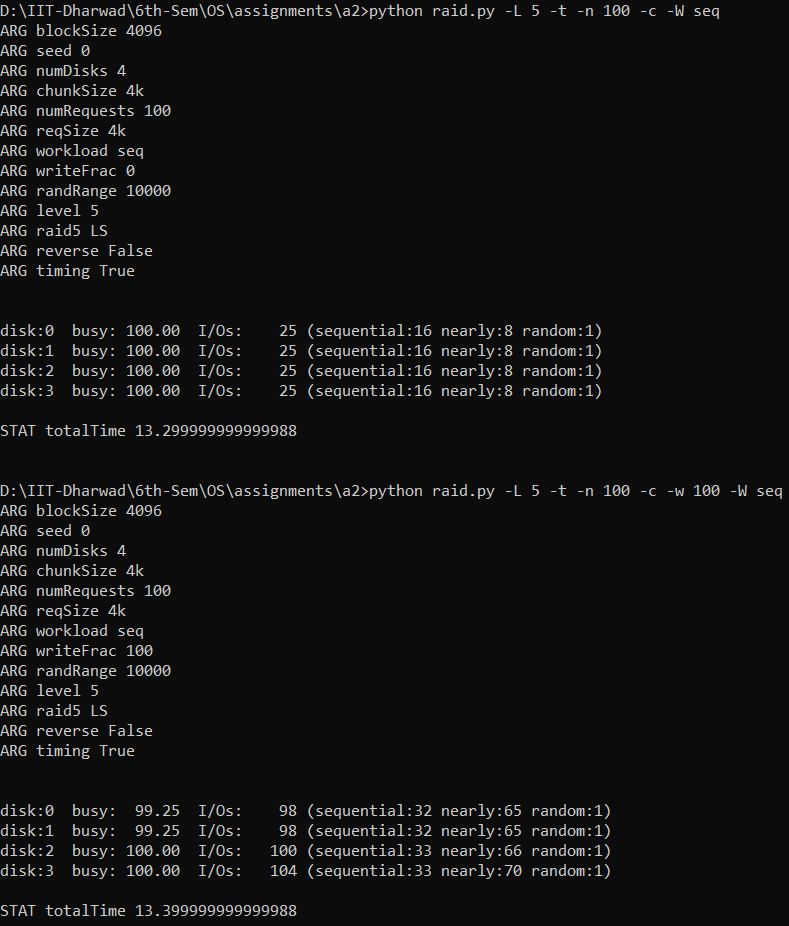 D:\IIT-Dharwad\6th-Sem\OS\assignments\a2>python raid.py -L 5 -t -n 100 -c -W seq
ARG blockSize 4096
ARG seed 0
ARG numDisks 4
ARG chunkSize 4k
ARG numRequests 100
ARG reqSize 4k
ARG workload seq
ARG writeFrac 0
ARG randRange 10000
ARG level 5
ARG raid5 LS
ARG reverse False
ARG timing True
disk:0  busy: 100.00  I/Os:    25 (sequential:16 nearly:8 random:1)
disk:1  busy: 100.00  I/Os:    25 (sequential:16 nearly:8 random:1)
disk:2  busy: 100.00  I/Os:    25 (sequential:16 nearly:8 random:1)
disk:3  busy: 100.00  I/Os:    25 (sequential:16 nearly:8 random:1)
STAT totalTime 13.299999999999988
D:\IIT-Dharwad\6th-Sem\OS\assignments\a2>python raid.py -L 5 -t -n 100 -c -w 100 -W seq
ARG blockSize 4096
ARG seed 0
ARG numDisks 4
ARG chunkSize 4k
ARG numRequests 100
ARG reqSize 4k
ARG workload seq
ARG writeFrac 100
ARG randRange 10000
ARG level 5
ARG raid5 LS
ARG reverse False
ARG timing True
disk:0  busy:  99.25  I/Os:    98 (sequential:32 nearly:65 random:1)
disk:1  busy:  99.25  I/Os:    98 (sequential:32 nearly:65 random:1)
disk:2  busy: 100.00  I/Os:   100 (sequential:33 nearly:66 random:1)
disk:3  busy: 100.00  I/Os:   104 (sequential:33 nearly:70 random:1)
STAT totalTime 13.399999999999988